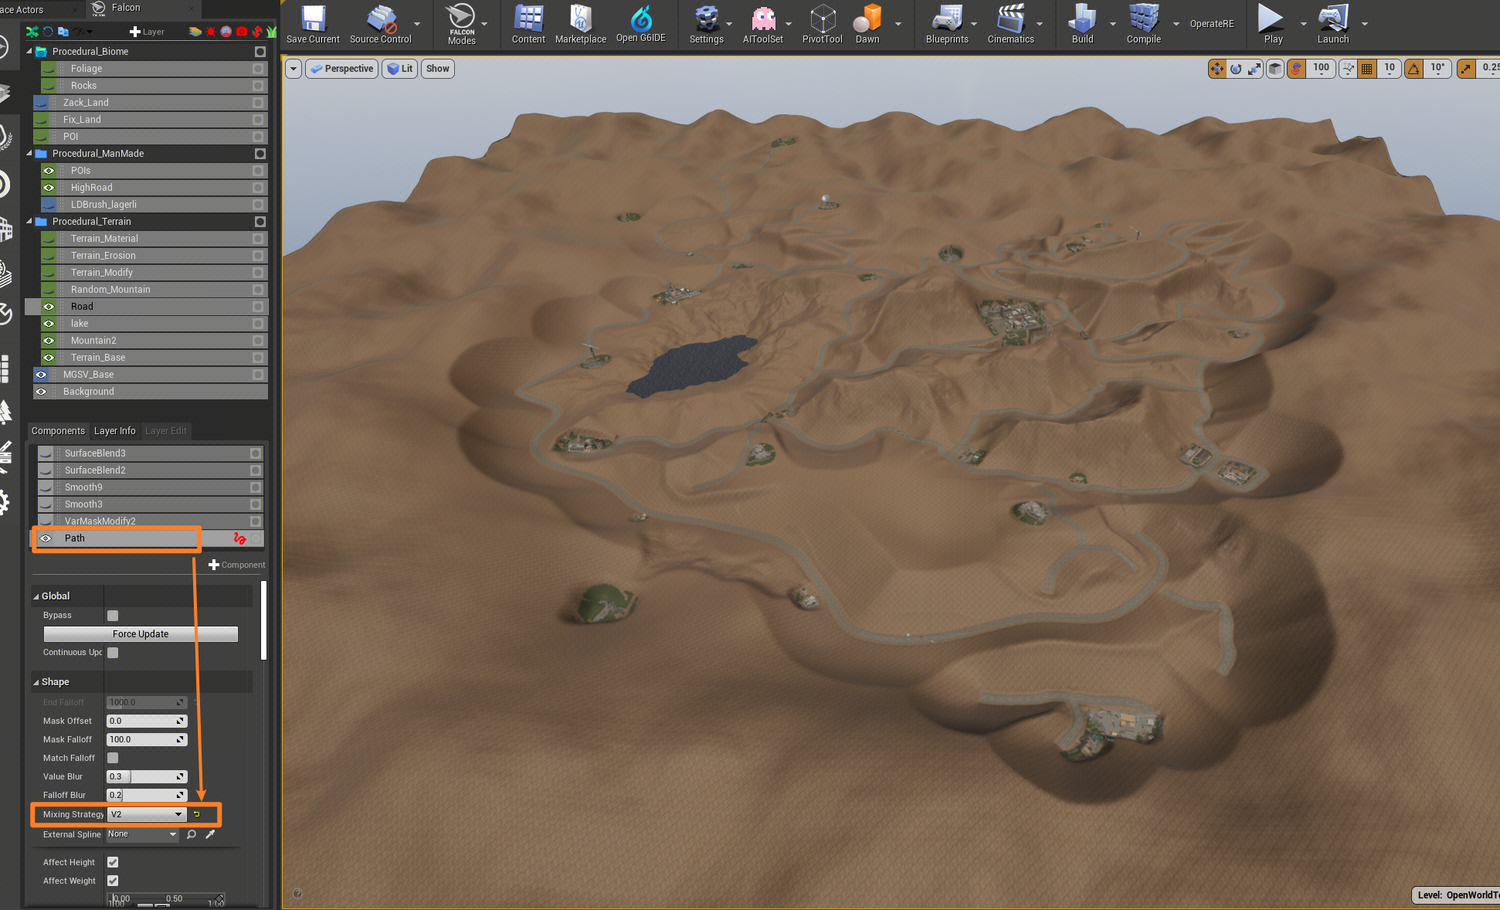 ace Actors
Falcon
Layer
Procedural_Biome
Foliage
Rocks
Zack_Land
Fix_Land
POI
Procedural_ManMade
POIs
HighRoad
LDBrush_lagerli
Procedural_Terrain
Terrain_Material
Terrain_Erosion
Terrain_Modify
Random_Mountain
Road
lake
Mountain2
Terrain_Base
MGSV_Base
Background
Components
Layer Info
Layer Edit
SurfaceBlend3
SurfaceBlend2
Smooth9
Smooth3
VarMaskModify2
Path
Component
Global
Bypass
Force Update
Continuous Upd
Shape
End Falloff 1000.0
Mask Offset 0.0
Mask Falloff 100.0
Match Falloff
Value Blur 0.3
Falloff Blur 0.2
Mixing Strategy V2
External Spline None
Affect Height
Affect Weight
0.00 0.50 1.00
Save Current
Source Control
FALCON
Modes
Content
Marketplace
Open G6IDE
Settings
AIToolSet
PivotTool
Dawn
Blueprints
Cinematics
Build
Compile
OperateRE
Play
Launch
Perspective
Lit
Show
100
10
10°
0.25
Level: OpenWorldTe